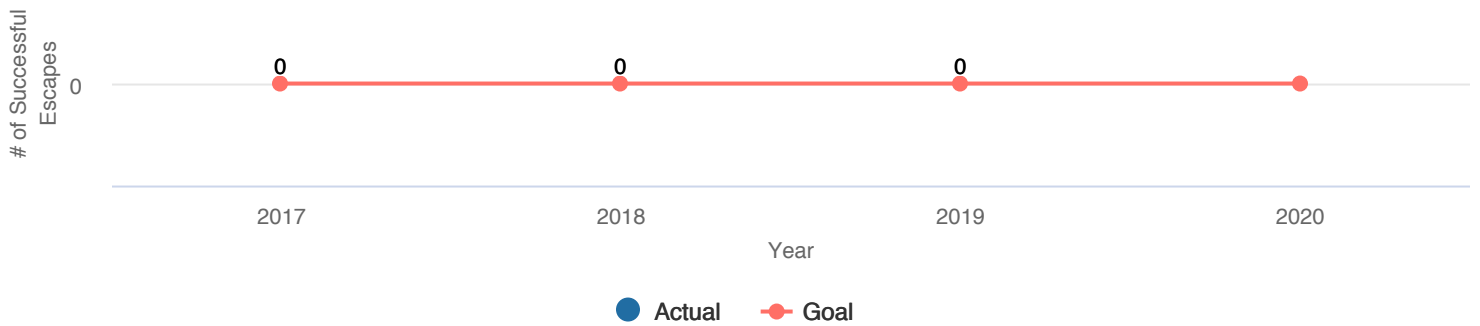 # of Successful
Escapes
0
0 0 0
2017 2018 2019 2020
Year
Actual Goal